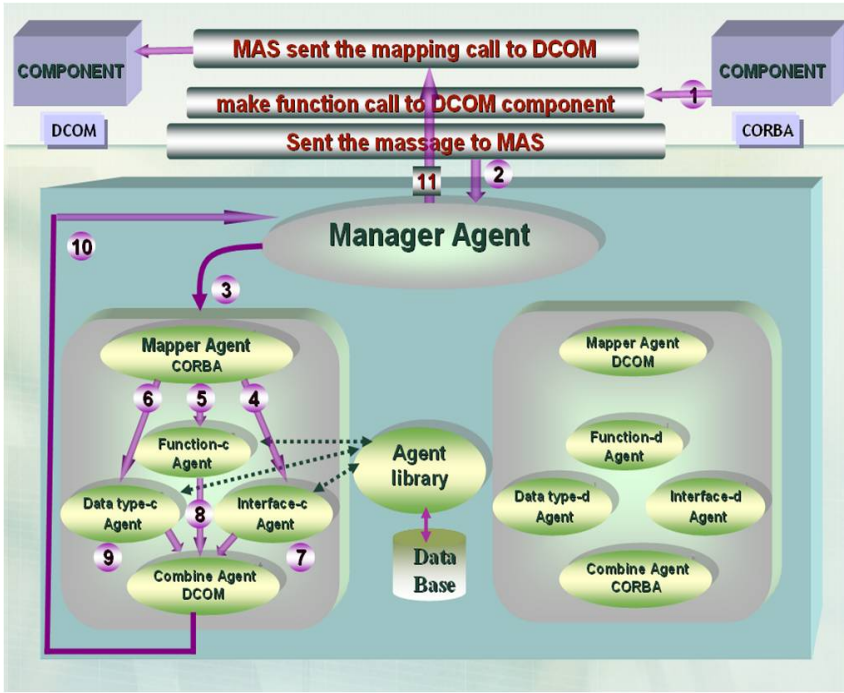 MAS sent the mapping call to DCOM
COMPONENT
COMPONENT
make function call to DCOM component
1
DCOM
CORBA
Sent the massage to MAS
11
2
Manager Agent
10
3
Mapper Agent
CORBA
Mapper Agent
DCOM
6
5
4
Function-c
Agent
Agent
library
Function-d
Agent
Data type-c
Agent
8
Interface-c
Agent
Data type-d
Agent
Interface-d
Agent
9
7
Data
Base
Combine Agent
DCOM
Combine Agent
CORBA